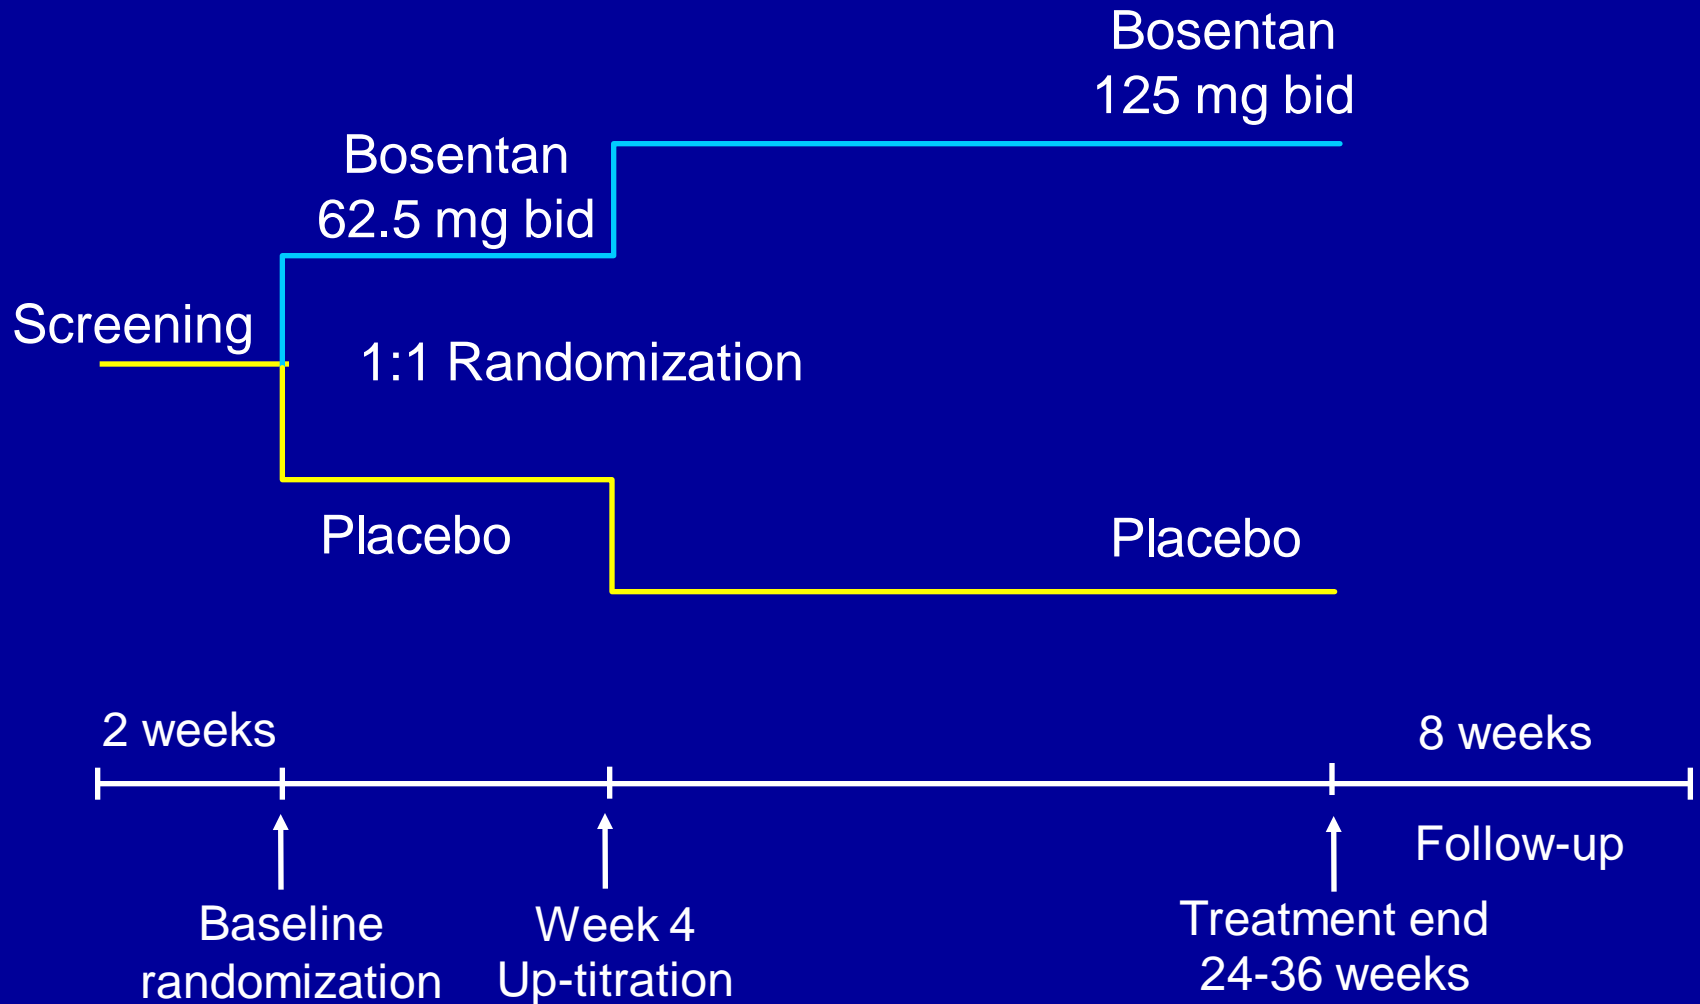 Bosentan
125 mg bid
Bosentan
62.5 mg bid
Screening
1:1 Randomization
Placebo
Placebo
2 weeks
8 weeks
Follow-up
Baseline
randomization
Week 4
Up-titration
Treatment end
24-36 weeks